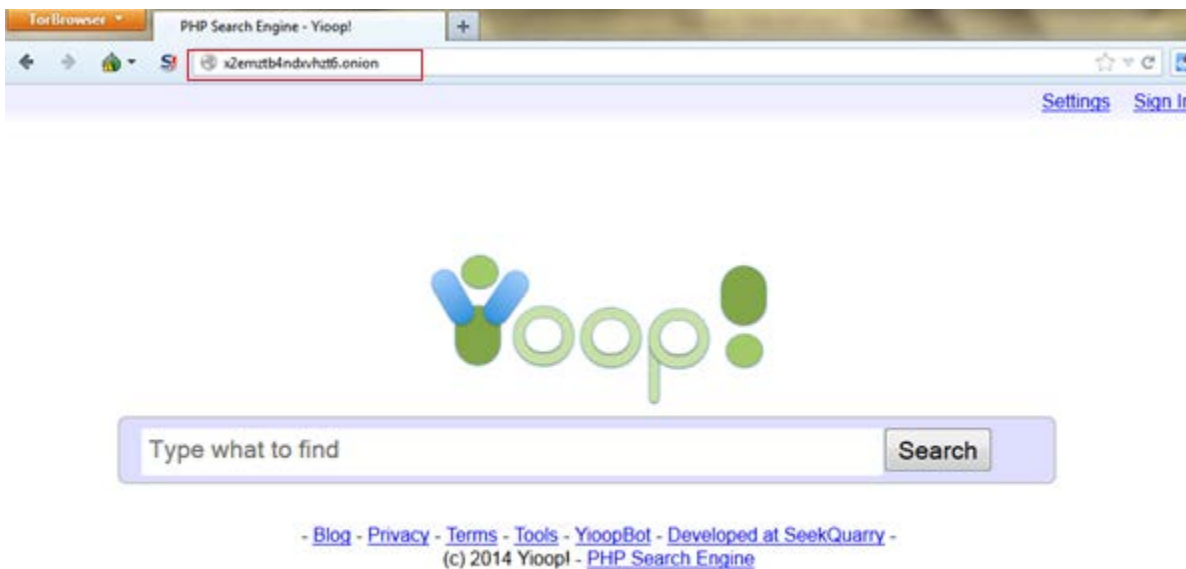 TorBrowser
PHP Search Engine - Yioop!
+
S!
x2emztb4ndxvhzt6.onion
Settings Sign In
Yioop!
Type what to find
Search
- Blog - Privacy - Terms - Tools - YioopBot - Developed at SeekQuarry -
(c) 2014 Yioop! - PHP Search Engine